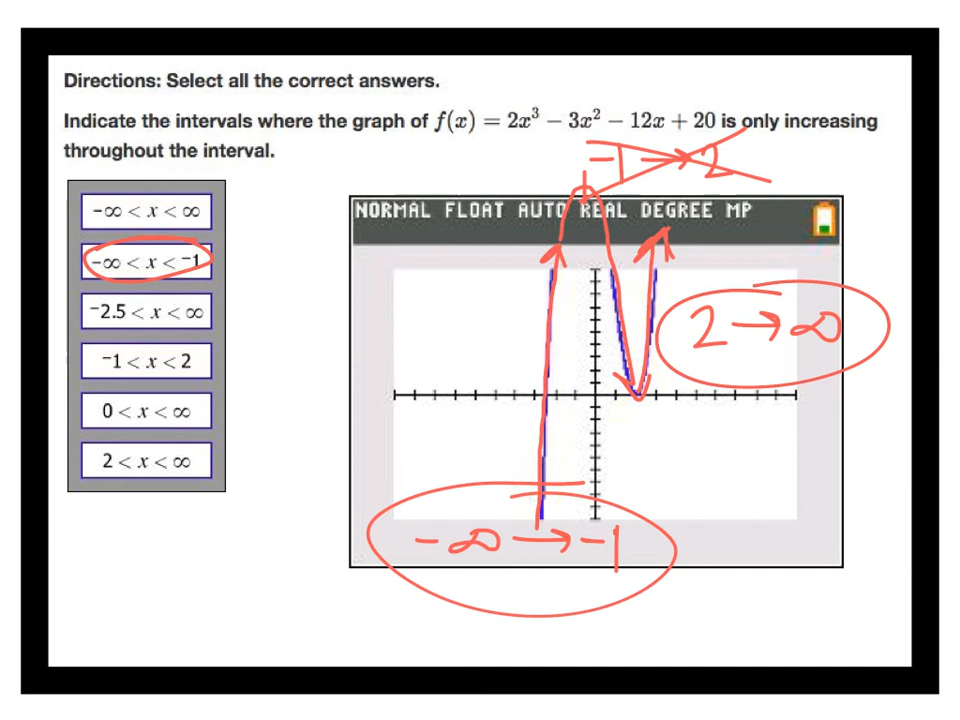 Directions: Select all the correct answers.
Indicate the intervals where the graph of f(x) = 2x³ − 3x² − 12x + 20 is only increasing
throughout the interval.
−1 → 2
NORMAL FLOAT AUTO REAL DEGREE MP
−∞ < x < ∞
−∞ < x < ⁻1
⁻2.5 < x < ∞
⁻1 < x < 2
0 < x < ∞
2 < x < ∞
2 → ∞
−∞ → −1